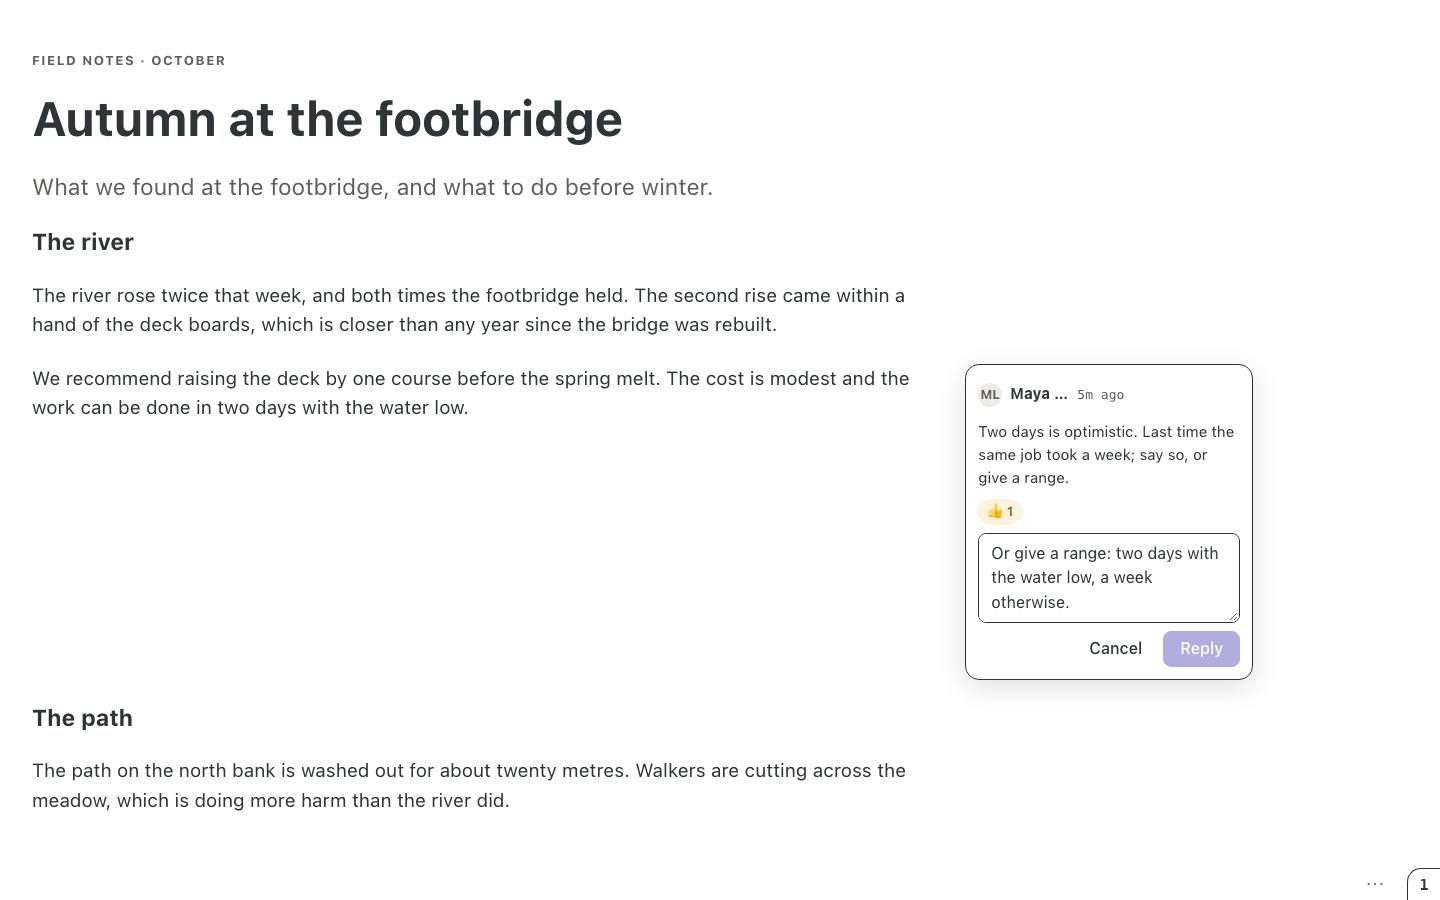 FIELD NOTES · OCTOBER
Autumn at the footbridge
What we found at the footbridge, and what to do before winter.
The river
The river rose twice that week, and both times the footbridge held. The second rise came within a
hand of the deck boards, which is closer than any year since the bridge was rebuilt.
We recommend raising the deck by one course before the spring melt. The cost is modest and the
work can be done in two days with the water low.
ML Maya ... 5m ago
Two days is optimistic. Last time the
same job took a week; say so, or
give a range.
👍 1
Or give a range: two days with
the water low, a week
otherwise.
Cancel Reply
The path
The path on the north bank is washed out for about twenty metres. Walkers are cutting across the
meadow, which is doing more harm than the river did.
... 1